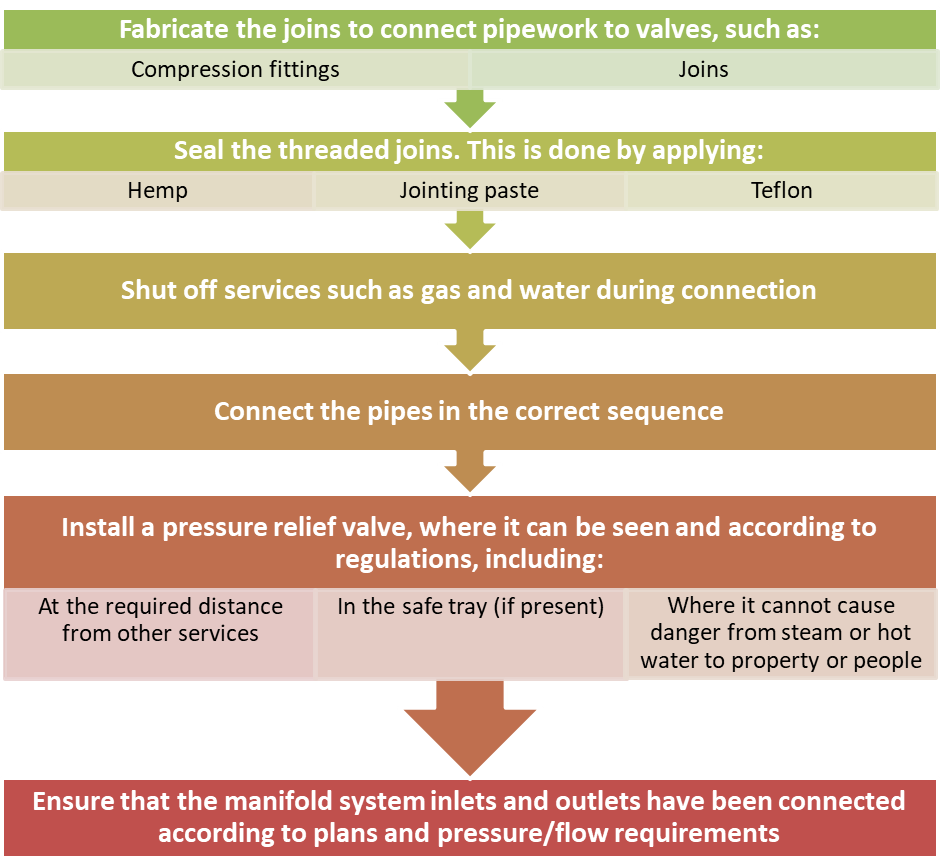 Fabricate the joins to connect pipework to valves, such as:
Compression fittings
Joins
Seal the threaded joins. This is done by applying:
Hemp
Jointing paste
Teflon
Shut off services such as gas and water during connection
Connect the pipes in the correct sequence
Install a pressure relief valve, where it can be seen and according to
regulations, including:
At the required distance
from other services
In the safe tray (if present)
Where it cannot cause
danger from steam or hot
water to property or people
Ensure that the manifold system inlets and outlets have been connected
according to plans and pressure/flow requirements